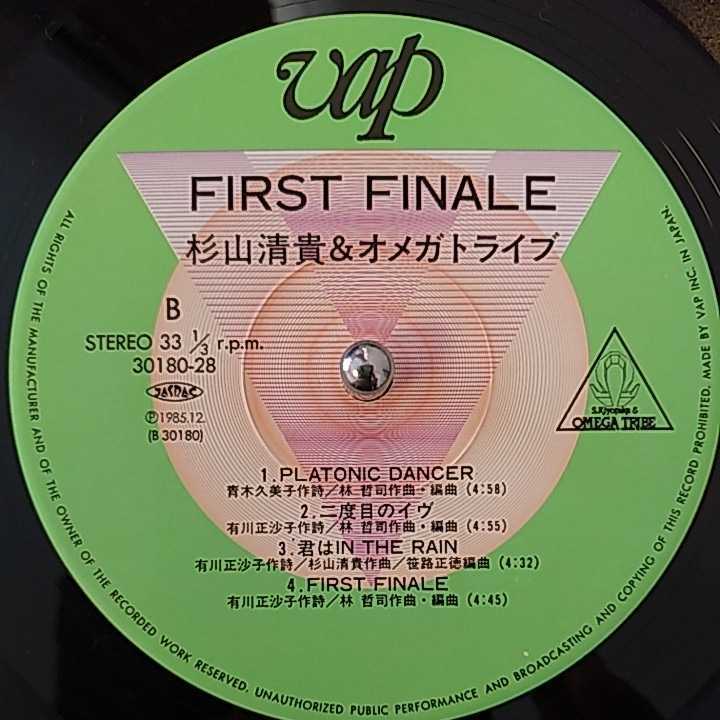 vap
FIRST FINALE
杉山清貴&オメガトライブ
B
STEREO 33 1/3 r.p.m.
30180-28
JASRAC
Ⓟ1985.12
(B 30180)
S.Kiyotaka &
OMEGA TRIBE
1.PLATONIC DANCER
青木久美子作詩/林 哲司作曲・編曲 (4:58)
2.二度目のイヴ
有川正沙子作詩/林 哲司作曲・編曲 (4:55)
3.君はIN THE RAIN
有川正沙子作詩/杉山清貴作曲/笹路正徳編曲 (4:32)
4.FIRST FINALE
有川正沙子作詩/林 哲司作曲・編曲 (4:45)
ALL RIGHTS OF THE MANUFACTURER AND OF THE OWNER OF THE RECORDED WORK RESERVED. UNAUTHORIZED PUBLIC PERFORMANCE AND BROADCASTING AND COPYING OF THIS RECORD PROHIBITED. MADE BY VAP INC. IN JAPAN.